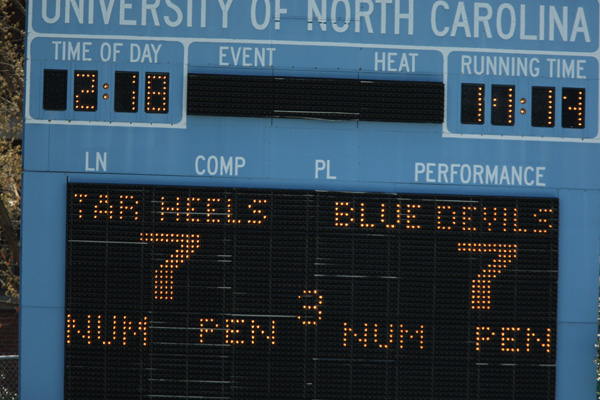 UNIVERSITY OF NORTH CAROLINA
TIME OF DAY EVENT HEAT RUNNING TIME
2:18 11:14
LN COMP PL PERFORMANCE
TAR HEELS BLUE DEVILS
7 7
3
NUM PEN NUM PEN